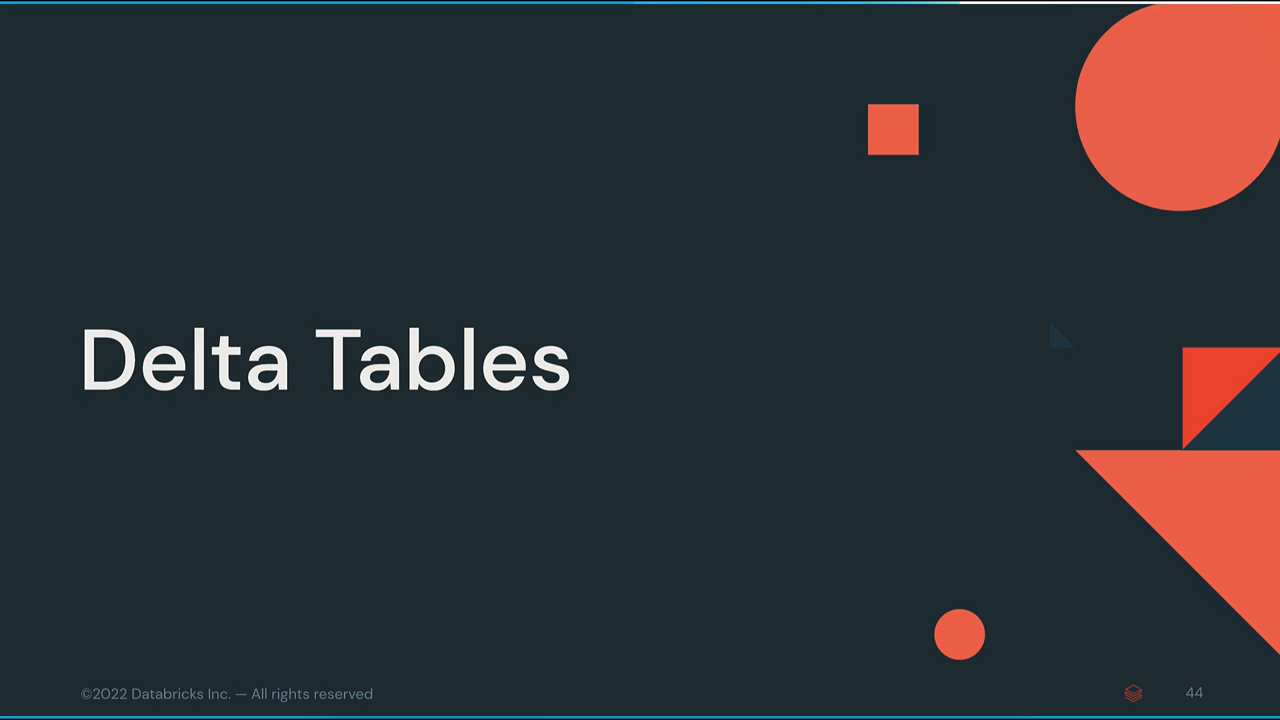 Delta Tables
©2022 Databricks Inc. — All rights reserved
44